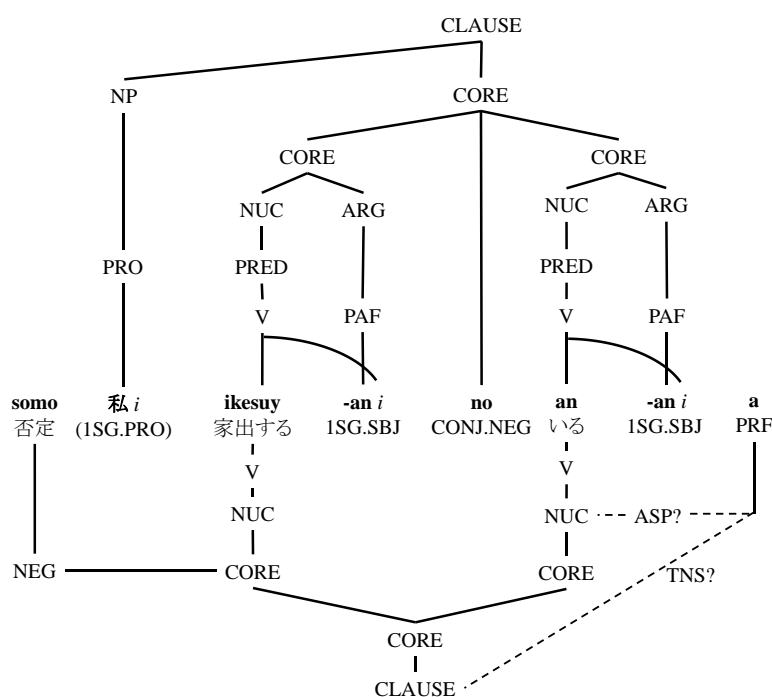 CLAUSE
NP CORE
CORE CORE
NUC ARG NUC ARG
PRO PRED PRED
V PAF V PAF
somo 私 i ikesuy -an i no an -an i a
否定 (1SG.PRO) 家出する 1SG.SBJ CONJ.NEG いる 1SG.SBJ PRF
V V
NUC NUC ASP?
NEG CORE CORE TNS?
CORE
CLAUSE